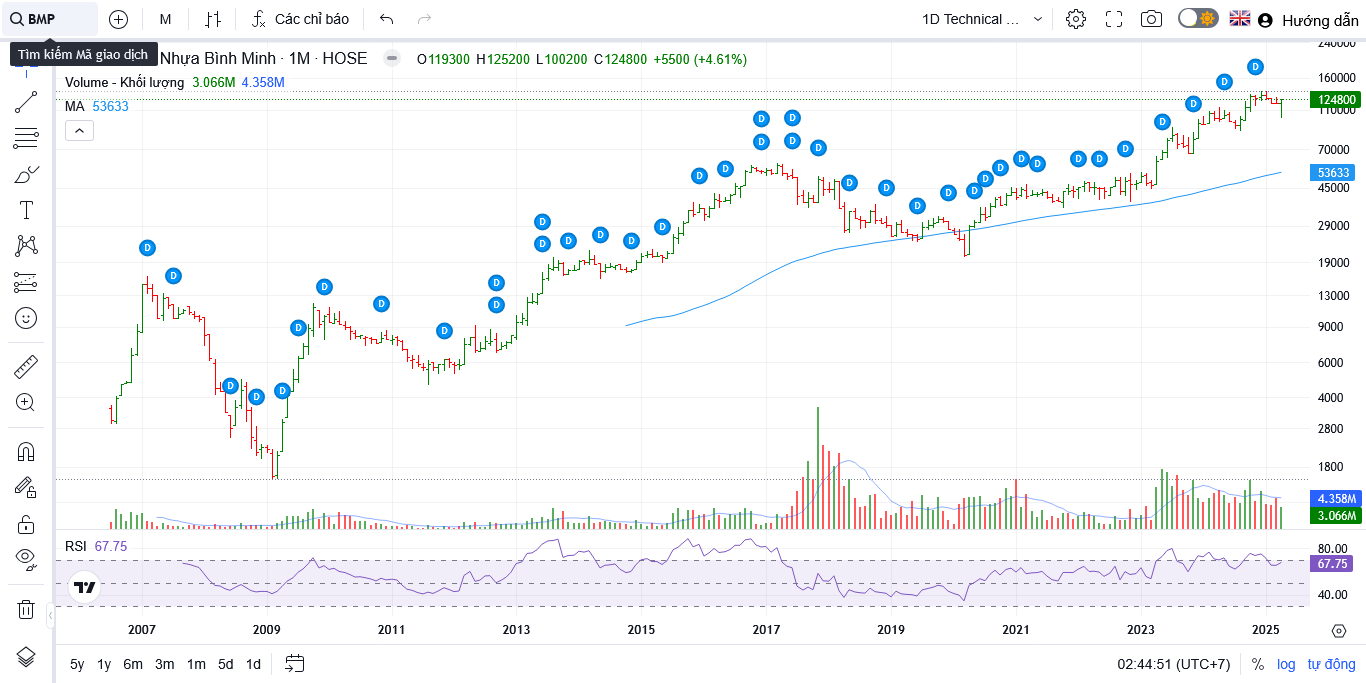 BMP
M
Các chỉ báo
1D Technical ...
Hướng dẫn
Tìm kiếm Mã giao dịch
Nhựa Bình Minh · 1M · HOSE
O119300 H125200 L100200 C124800 +5500 (+4.61%)
Volume - Khối lượng 3.066M 4.358M
MA 53633
240000
160000
124800
110000
70000
53633
45000
29000
19000
13000
9000
6000
4000
2800
1800
4.358M
3.066M
D D D D D D D D D D D D D D D D D D D D D D D D D D D D D D D D D D D D D D D D D
RSI 67.75
80.00
67.75
40.00
2007 2009 2011 2013 2015 2017 2019 2021 2023 2025
5y 1y 6m 3m 1m 5d 1d
02:44:51 (UTC+7) % log tự động